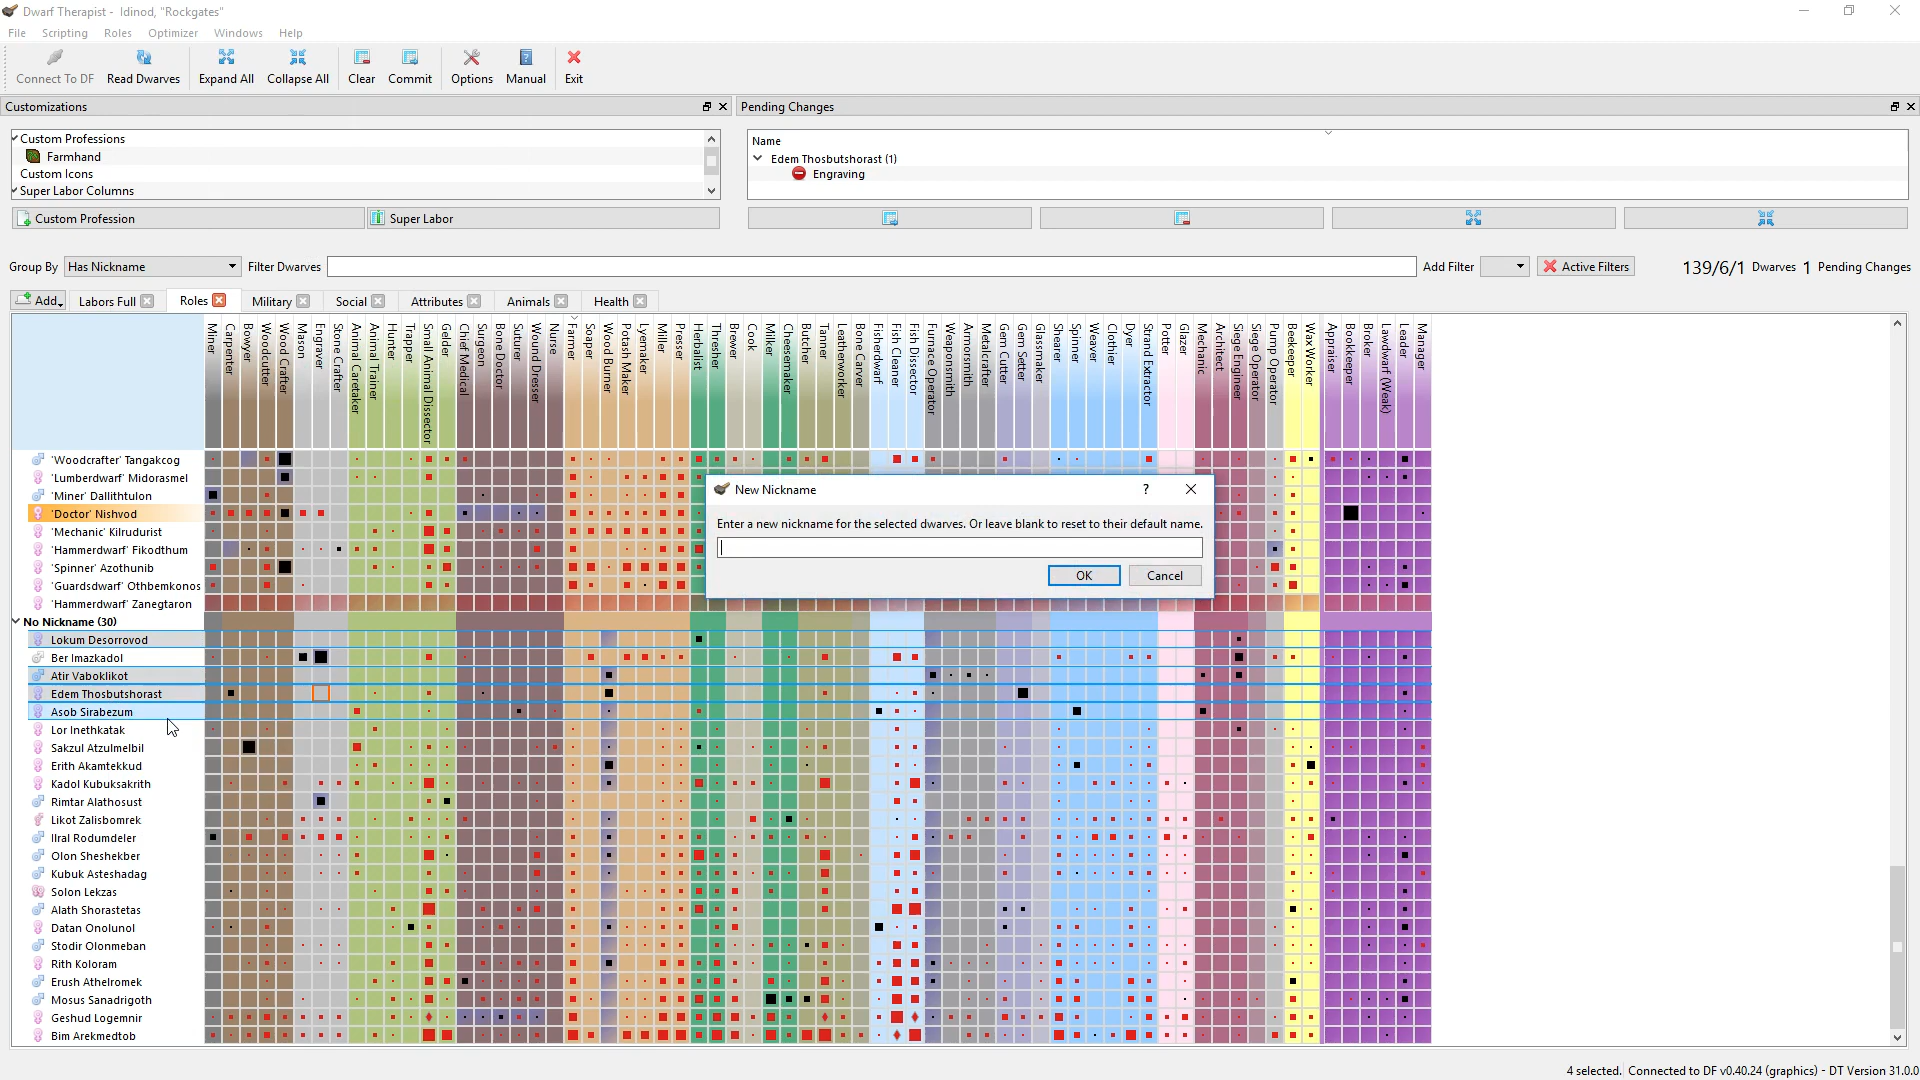 Dwarf Therapist - Idinod, "Rockgates"
File Scripting Roles Optimizer Windows Help
Connect To DF Read Dwarves Expand All Collapse All Clear Commit Options Manual Exit
Customizations
Pending Changes
Custom Professions
Farmhand
Custom Icons
Super Labor Columns
Custom Profession Super Labor
Name
Edem Thosbutshorast (1)
Engraving
Group By Has Nickname Filter Dwarves Add Filter Active Filters 139/6/1 Dwarves 1 Pending Changes
Add Labors Full Roles Military Social Attributes Animals Health
Miner
Carpenter
Bowyer
Woodcutter
Wood Crafter
Mason
Engraver
Stone Crafter
Animal Caretaker
Animal Trainer
Hunter
Trapper
Small Animal Dissector
Gelder
Chief Medical
Surgeon
Bone Doctor
Suturer
Wound Dresser
Nurse
Farmer
Soaper
Wood Burner
Potash Maker
Lyemaker
Miller
Presser
Herbalist
Thresher
Brewer
Cook
Milker
Cheesemaker
Butcher
Tanner
Leatherworker
Bone Carver
Fisherdwarf
Fish Cleaner
Fish Dissector
Furnace Operator
Weaponsmith
Armorsmith
Metalcrafter
Gem Cutter
Gem Setter
Glassmaker
Shearer
Spinner
Weaver
Clothier
Dyer
Strand Extractor
Potter
Glazer
Mechanic
Architect
Siege Engineer
Siege Operator
Pump Operator
Beekeeper
Wax Worker
Appraiser
Bookkeeper
Broker
Lawdwarf (Weak)
Leader
Manager
'Woodcrafter' Tangakcog
'Lumberdwarf' Midorasmel
'Miner' Dallithtulon
'Doctor' Nishvod
'Mechanic' Kilrudurist
'Hammerdwarf' Fikodthum
'Spinner' Azothunib
'Guardsdwarf' Othbemkonos
'Hammerdwarf' Zanegtaron
No Nickname (30)
Lokum Desorrovod
Ber Imazkadol
Atir Vaboklikot
Edem Thosbutshorast
Asob Sirabezum
Lor Inethkatak
Sakzul Atzulmelbil
Erith Akamtekkud
Kadol Kubuksakrith
Rimtar Alathosust
Likot Zalisbomrek
Ilral Rodumdeler
Olon Sheshekber
Kubuk Asteshadag
Solon Lekzas
Alath Shorastetas
Datan Onolunol
Stodir Olonmeban
Rith Koloram
Erush Athelromek
Mosus Sanadrigoth
Geshud Logemnir
Bim Arekmedtob
New Nickname
?
Enter a new nickname for the selected dwarves. Or leave blank to reset to their default name.
OK Cancel
4 selected. Connected to DF v0.40.24 (graphics) - DT Version 31.0.0